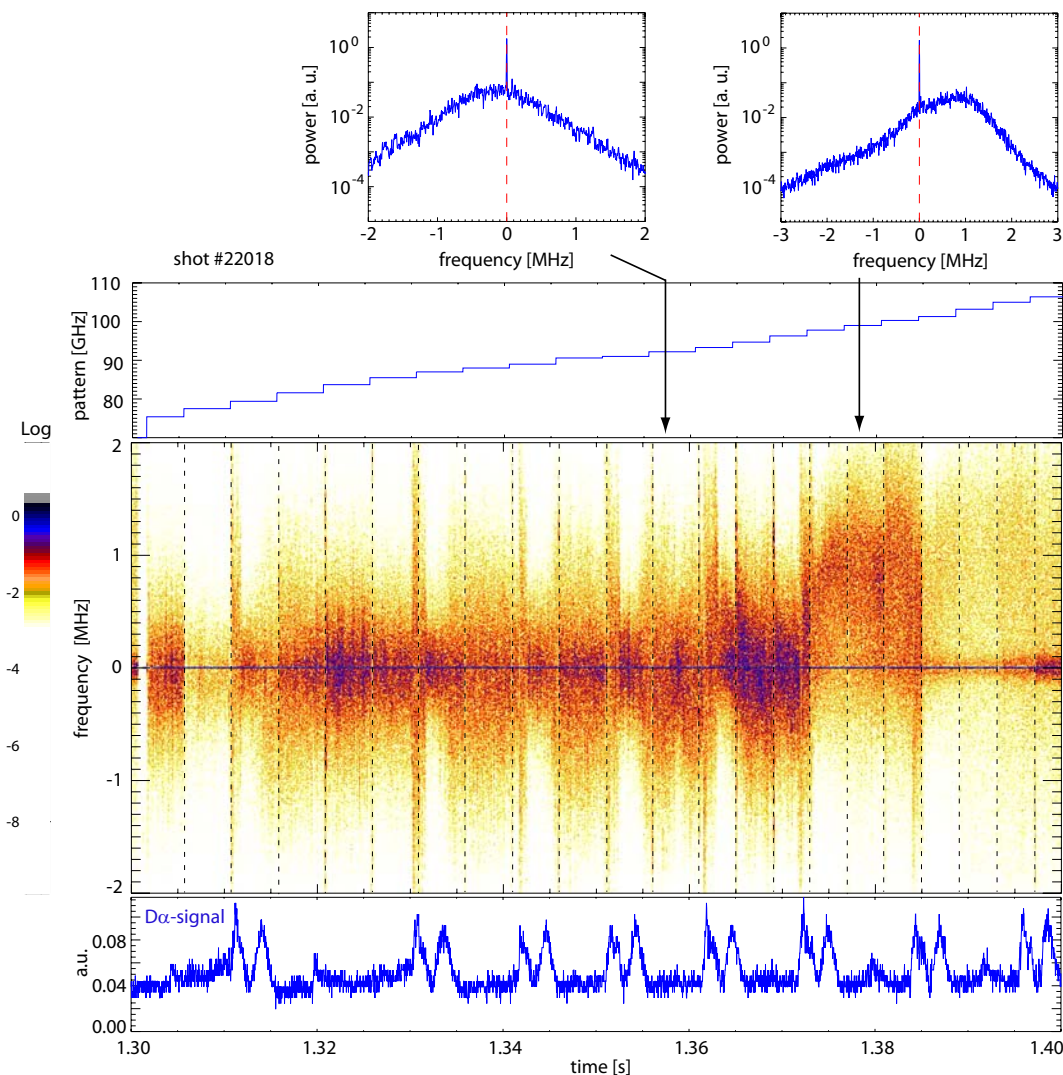 10⁰
10⁻²
10⁻⁴
power [a. u.]
-2 -1 0 1 2
frequency [MHz]
10⁰
10⁻²
10⁻⁴
power [a. u.]
-3 -2 -1 0 1 2 3
frequency [MHz]
shot #22018
110
100
90
80
pattern [GHz]
Log
0
-2
-4
-6
-8
2
1
0
-1
-2
frequency [MHz]
Dα-signal
0.08
0.04
0.00
a.u.
1.30 1.32 1.34 1.36 1.38 1.40
time [s]